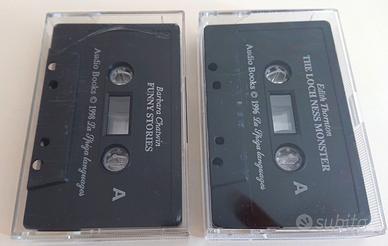 Barbara Chatwin
FUNNY STORIES
Audio Books © 1998 La Spiga languages
A
Edith Thornton
THE LOCH NESS MONSTER
Audio Books © 1996 La Spiga languages
A
subito